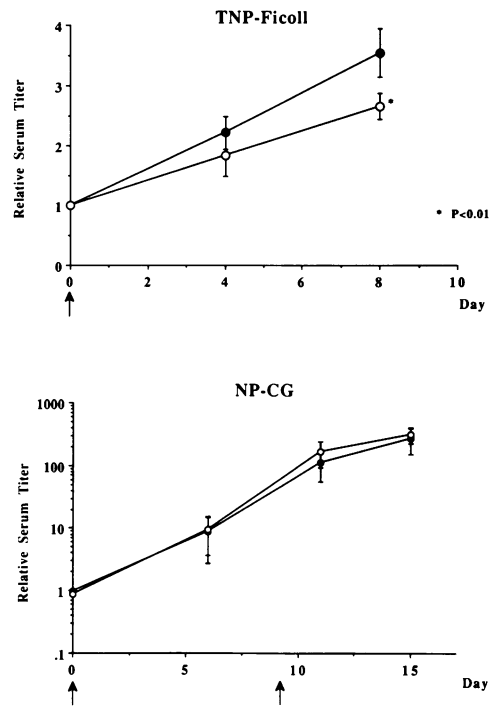 TNP-Ficoll
4
3
2
1
0
Relative Serum Titer
*
* P<0.01
0 2 4 6 8 10
Day
NP-CG
1000
100
10
1
.1
Relative Serum Titer
0 5 10 15
Day